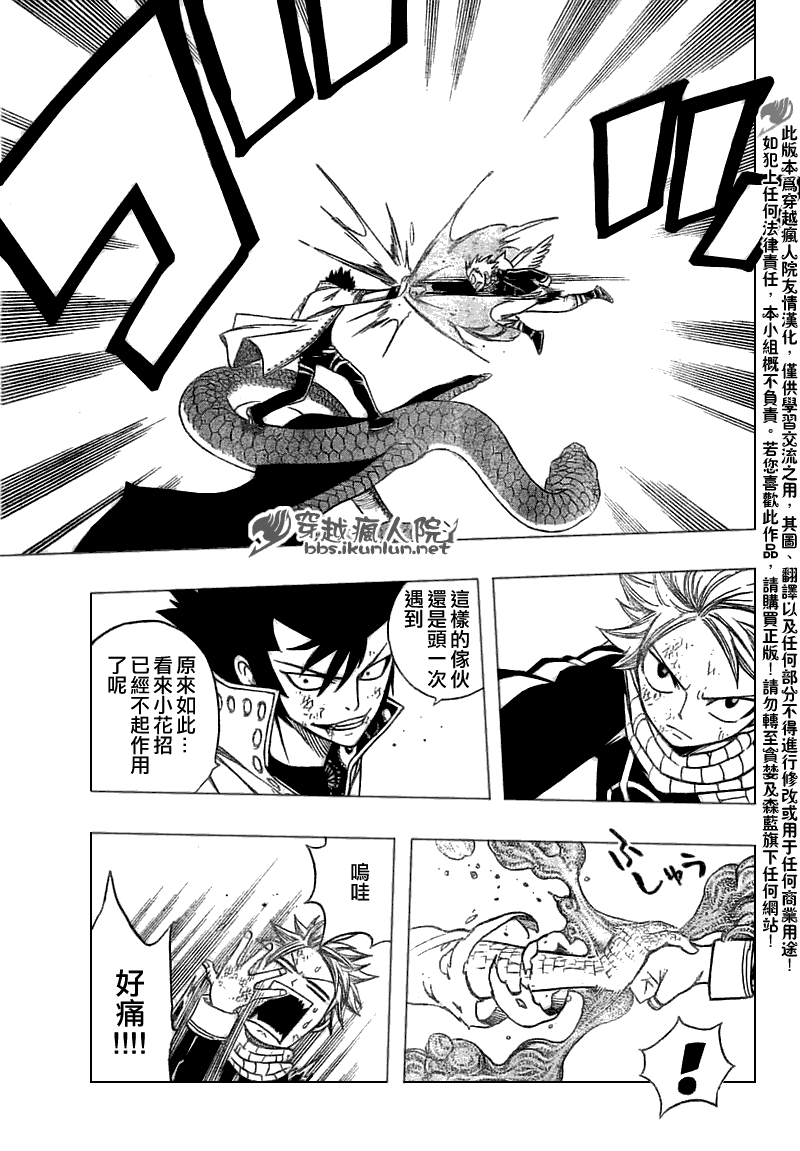 此版本爲穿越瘋人院友情漢化，僅供學習交流之用，其圖、翻譯以及任何部分不得進行修改或用于任何商業用途！
如犯上任何法律責任，本小組概不負責。若您喜歡此作品，請購買正版！請勿轉至貪婪及森藍旗下任何網站！
穿越瘋人院
bbs.ikunlun.net
這樣的傢伙
還是頭一次
遇到
原來如此…
看來小花招
已經不起作用
了呢
ふしゅう
!
嗚哇
好痛
!!!!